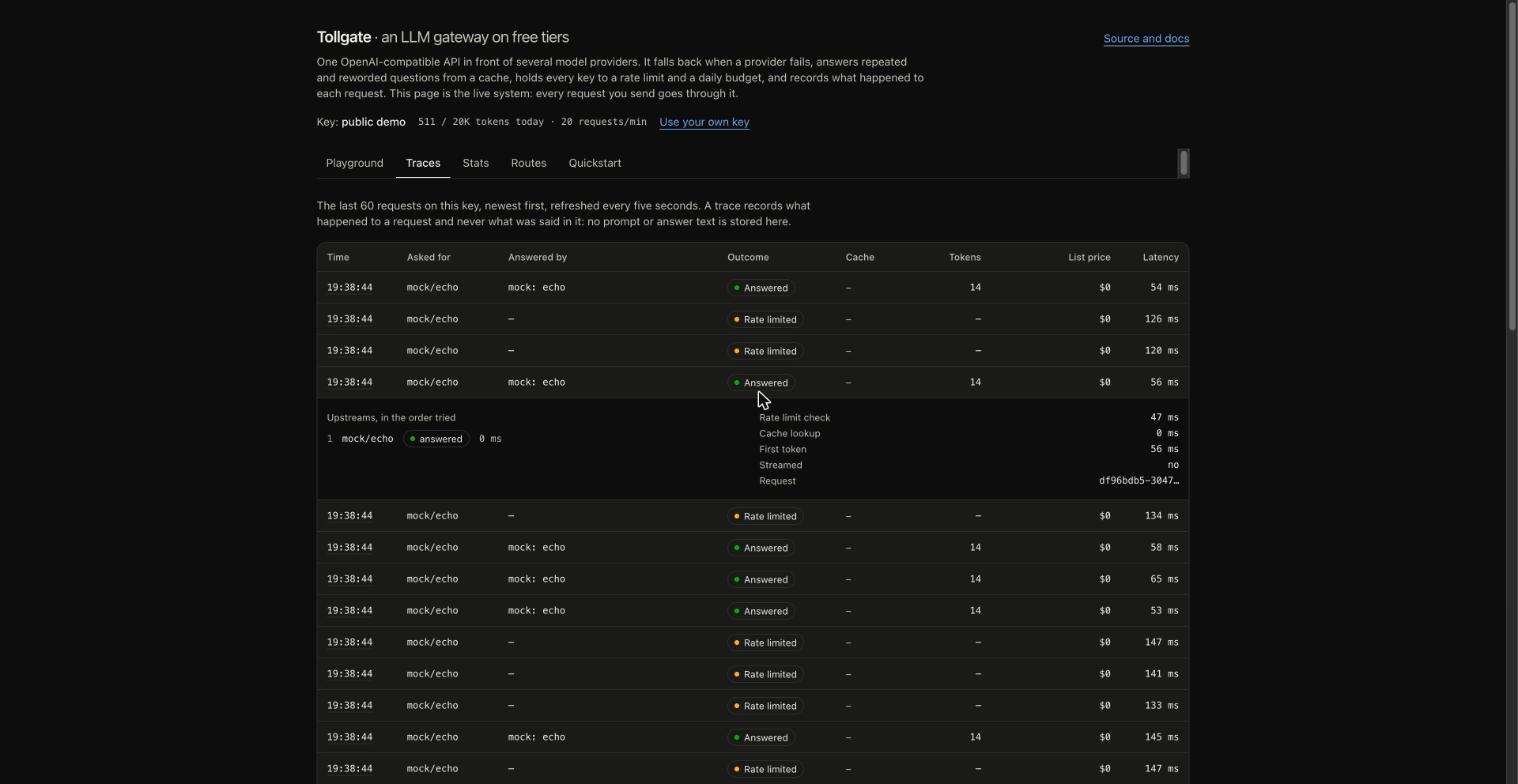 Tollgate · an LLM gateway on free tiers
Source and docs
One OpenAI-compatible API in front of several model providers. It falls back when a provider fails, answers repeated
and reworded questions from a cache, holds every key to a rate limit and a daily budget, and records what happened to
each request. This page is the live system: every request you send goes through it.
Key: public demo 511 / 20K tokens today · 20 requests/min Use your own key
Playground Traces Stats Routes Quickstart
The last 60 requests on this key, newest first, refreshed every five seconds. A trace records what
happened to a request and never what was said in it: no prompt or answer text is stored here.
Time Asked for Answered by Outcome Cache Tokens List price Latency
19:38:44 mock/echo mock: echo Answered – 14 $0 54 ms
19:38:44 mock/echo – Rate limited – – $0 126 ms
19:38:44 mock/echo – Rate limited – – $0 120 ms
19:38:44 mock/echo mock: echo Answered – 14 $0 56 ms
Upstreams, in the order tried
1 mock/echo answered 0 ms
Rate limit check 47 ms
Cache lookup 0 ms
First token 56 ms
Streamed no
Request df96bdb5-3047…
19:38:44 mock/echo – Rate limited – – $0 134 ms
19:38:44 mock/echo mock: echo Answered – 14 $0 58 ms
19:38:44 mock/echo mock: echo Answered – 14 $0 65 ms
19:38:44 mock/echo mock: echo Answered – 14 $0 53 ms
19:38:44 mock/echo – Rate limited – – $0 147 ms
19:38:44 mock/echo – Rate limited – – $0 141 ms
19:38:44 mock/echo – Rate limited – – $0 133 ms
19:38:44 mock/echo mock: echo Answered – 14 $0 145 ms
19:38:44 mock/echo – Rate limited – – $0 147 ms